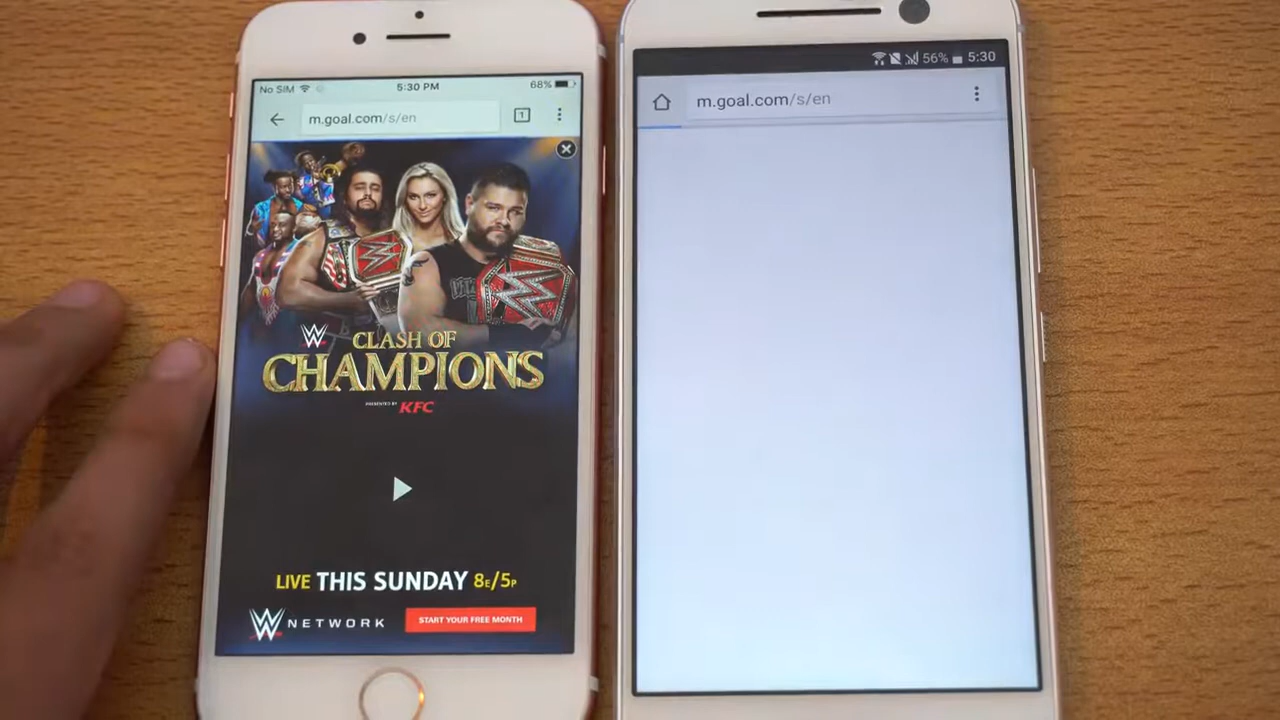 No SIM 5:30 PM 68%
m.goal.com/s/en 1
W
CLASH OF
CHAMPIONS
PRESENTED BY KFC
LIVE THIS SUNDAY 8E/5P
W NETWORK START YOUR FREE MONTH
56% 5:30
m.goal.com/s/en